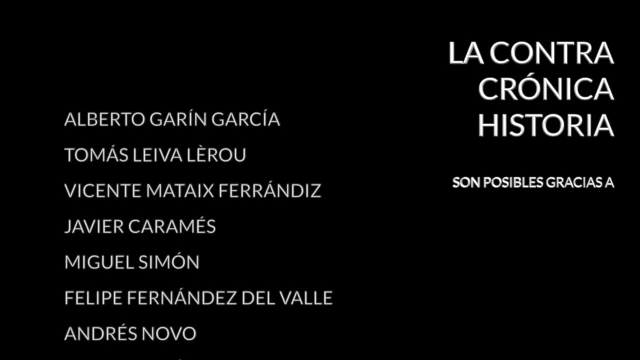 LA CONTRA
CRÓNICA
HISTORIA
SON POSIBLES GRACIAS A
ALBERTO GARÍN GARCÍA
TOMÁS LEIVA LÈROU
VICENTE MATAIX FERRÁNDIZ
JAVIER CARAMÉS
MIGUEL SIMÓN
FELIPE FERNÁNDEZ DEL VALLE
ANDRÉS NOVO